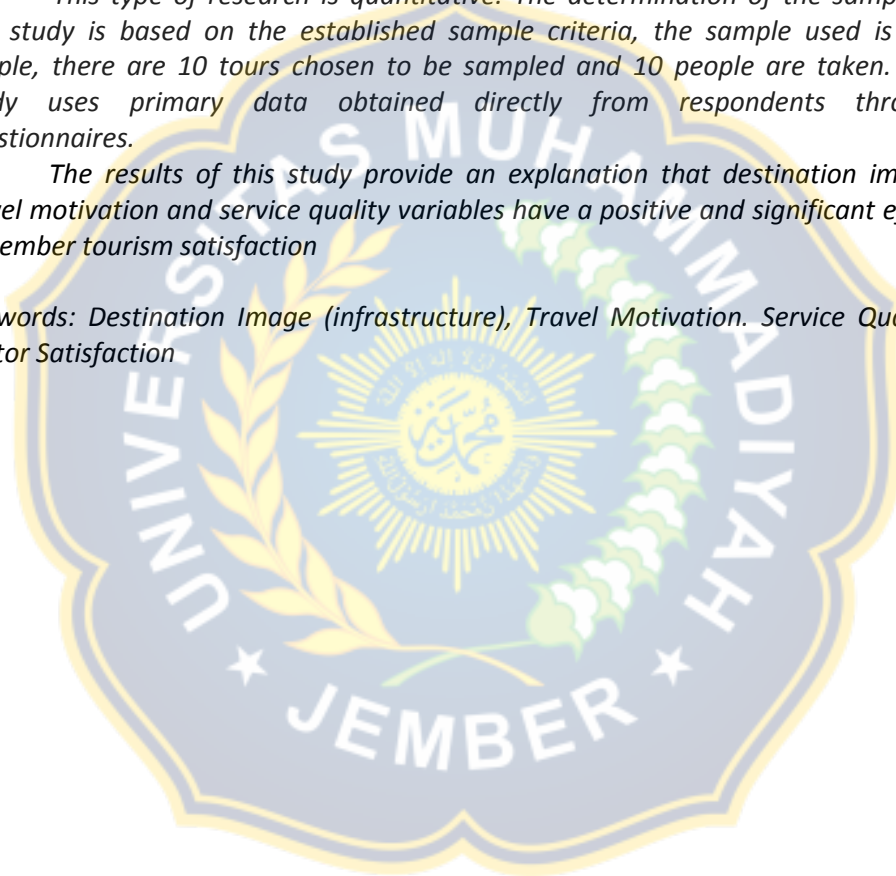 This type of research is quantitative. The determination of the samp
study is based on the established sample criteria, the sample used is
ple, there are 10 tours chosen to be sampled and 10 people are taken.
dy uses primary data obtained directly from respondents thro
stionnaires.
The results of this study provide an explanation that destination im
vel motivation and service quality variables have a positive and significant ef
ember tourism satisfaction
words: Destination Image (infrastructure), Travel Motivation. Service Qua
tor Satisfaction
UNIVERSITAS MUHAMMADIYAH
JEMBER